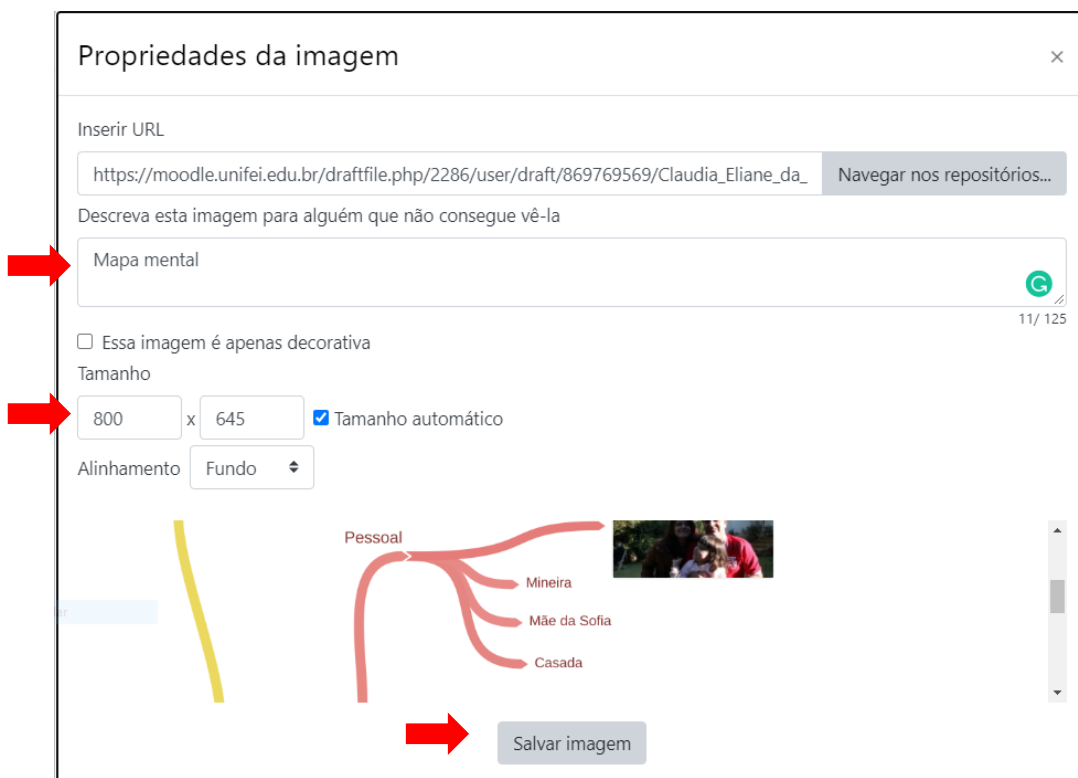 Propriedades da imagem ×
Inserir URL
https://moodle.unifei.edu.br/draftfile.php/2286/user/draft/869769569/Claudia_Eliane_da_ Navegar nos repositórios...
Descreva esta imagem para alguém que não consegue vê-la
Mapa mental
G
11/ 125
Essa imagem é apenas decorativa
Tamanho
800 x 645 Tamanho automático
Alinhamento Fundo
Pessoal
Mineira
ar
Mãe da Sofia
Casada
Salvar imagem